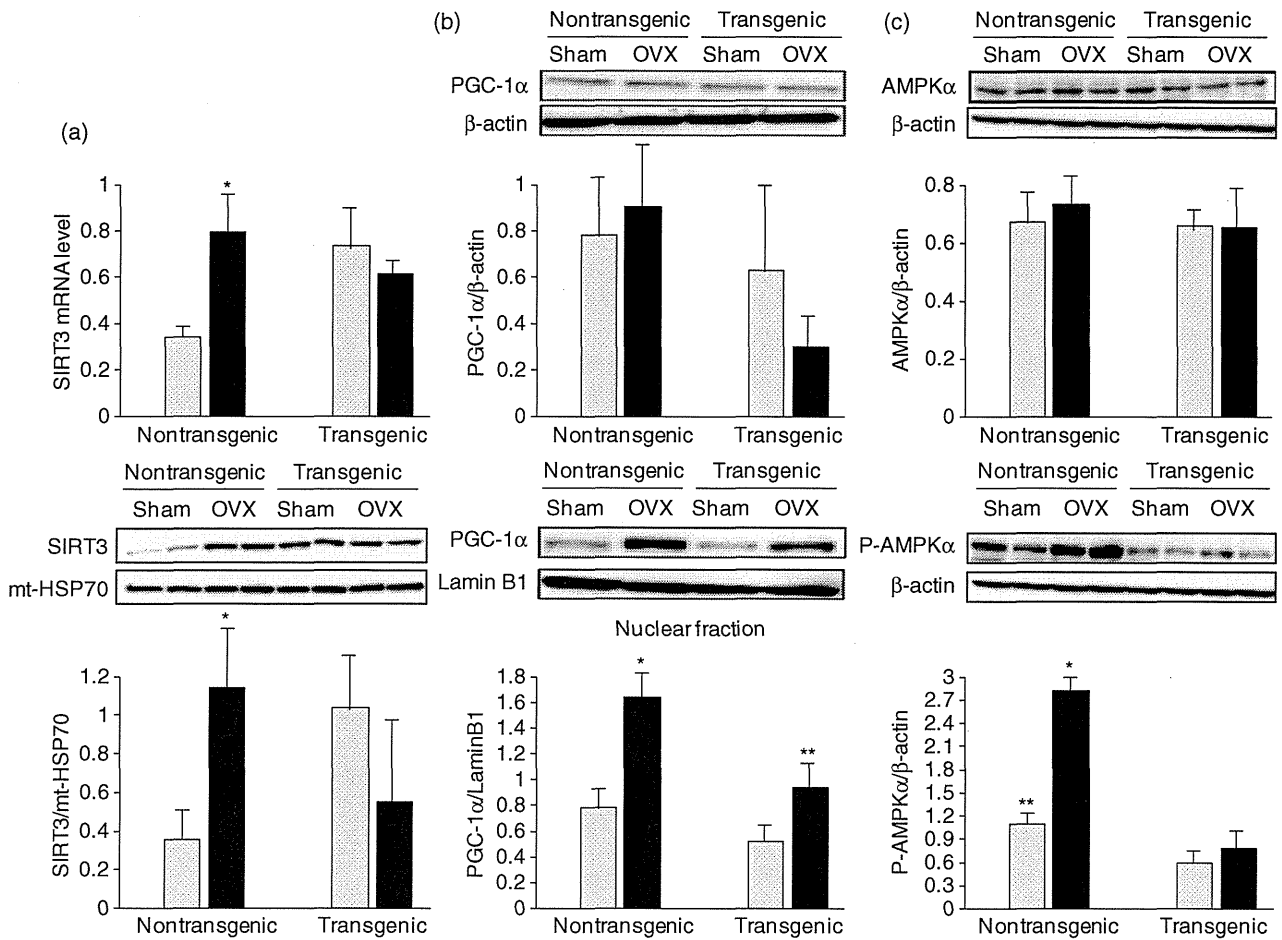 (a)
SIRT3 mRNA level
1
0.8
0.6
0.4
0.2
0
*
Nontransgenic Transgenic
Nontransgenic Transgenic
Sham OVX Sham OVX
SIRT3
mt-HSP70
SIRT3/mt-HSP70
1.2
1
0.8
0.6
0.4
0.2
0
*
Nontransgenic Transgenic
(b)
Nontransgenic Transgenic
Sham OVX Sham OVX
PGC-1α
β-actin
PGC-1α/β-actin
1
0.8
0.6
0.4
0.2
0
Nontransgenic Transgenic
Nontransgenic Transgenic
Sham OVX Sham OVX
PGC-1α
Lamin B1
Nuclear fraction
PGC-1α/LaminB1
1.8
1.6
1.4
1.2
1
0.8
0.6
0.4
0.2
0
*
**
Nontransgenic Transgenic
(c)
Nontransgenic Transgenic
Sham OVX Sham OVX
AMPKα
β-actin
AMPKα/β-actin
0.8
0.6
0.4
0.2
0
Nontransgenic Transgenic
Nontransgenic Transgenic
Sham OVX Sham OVX
P-AMPKα
β-actin
P-AMPKα/β-actin
3
2.7
2.4
2.1
1.8
1.5
1.2
0.9
0.6
0.3
0
**
*
Nontransgenic Transgenic